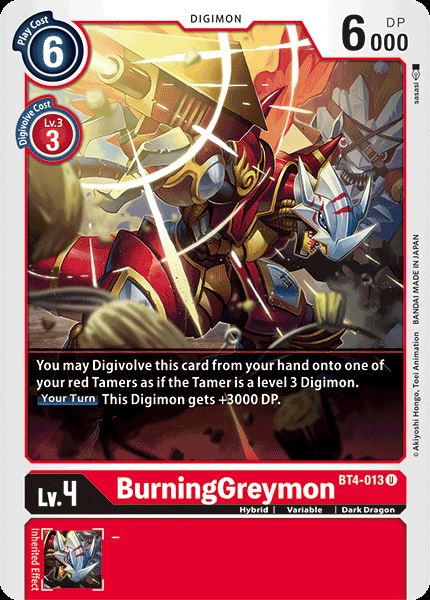 Play Cost
6
DIGIMON
6000
DP
Digivolve Cost
Lv.3
3
sasasi
You may Digivolve this card from your hand onto one of
your red Tamers as if the Tamer is a level 3 Digimon.
Your Turn This Digimon gets +3000 DP.
© Akiyoshi Hongo, Toei Animation BANDAI MADE IN JAPAN
Lv.4
BurningGreymon
BT4-013 U
Hybrid | Variable | Dark Dragon
Inherited Effect
-